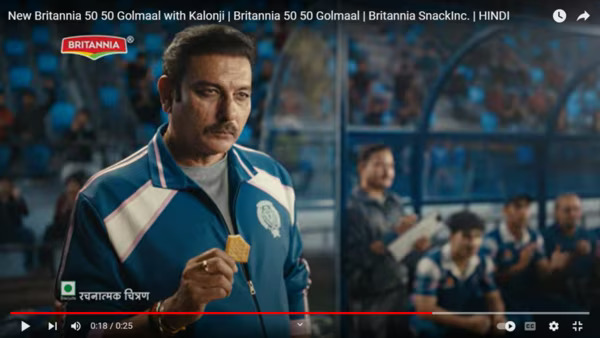 New Britannia 50 50 Golmaal with Kalonji | Britannia 50 50 Golmaal | Britannia SnackInc. | HINDI
BRITANNIA®
रचनात्मक चित्रण
0:18 / 0:25